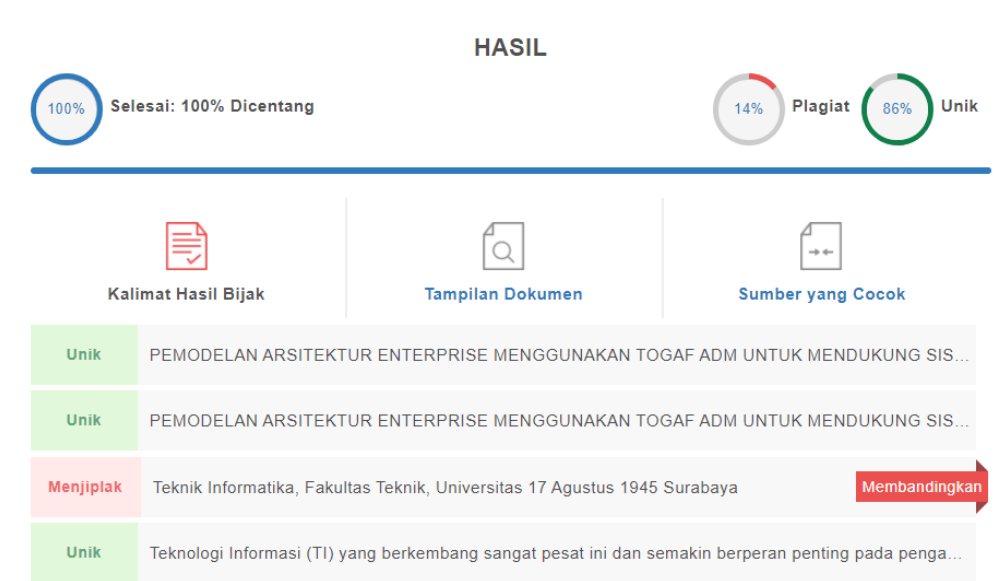 HASIL
100% Selesai: 100% Dicentang 14% Plagiat 86% Unik
Kalimat Hasil Bijak Tampilan Dokumen Sumber yang Cocok
Unik PEMODELAN ARSITEKTUR ENTERPRISE MENGGUNAKAN TOGAF ADM UNTUK MENDUKUNG SIS...
Unik PEMODELAN ARSITEKTUR ENTERPRISE MENGGUNAKAN TOGAF ADM UNTUK MENDUKUNG SIS...
Menjiplak Teknik Informatika, Fakultas Teknik, Universitas 17 Agustus 1945 Surabaya Membandingkan
Unik Teknologi Informasi (TI) yang berkembang sangat pesat ini dan semakin berperan penting pada penga...